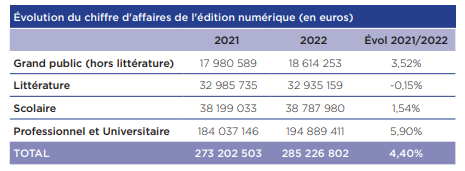 Évolution du chiffre d'affaires de l'édition numérique (en euros)
2021 2022 Évol 2021/2022
Grand public (hors littérature) 17 980 589 18 614 253 3,52%
Littérature 32 985 735 32 935 159 -0,15%
Scolaire 38 199 033 38 787 980 1,54%
Professionnel et Universitaire 184 037 146 194 889 411 5,90%
TOTAL 273 202 503 285 226 802 4,40%